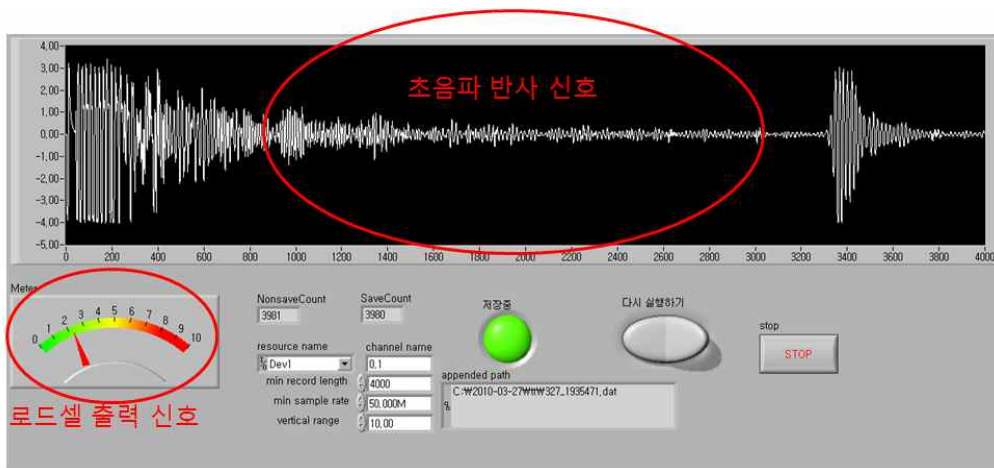 4,00
3,00
2,00
1,00
0,00
-1,00
-2,00
-3,00
-4,00
-5,00
초음파 반사 신호
0 200 400 600 800 1000 1200 1400 1600 1800 2000 2200 2400 2600 2800 3000 3200 3400 3600 3800 4000
Meter
0 1 2 3 4 5 6 7 8 9 10
로드셀 출력 신호
NonsaveCount
3981
SaveCount
3980
저장중
다시 실행하기
stop
STOP
resource name
Dev1
channel name
0,1
min record length
4000
min sample rate
50,000M
vertical range
10,00
appended path
C:₩2010-03-27₩tt₩327_1935471,dat